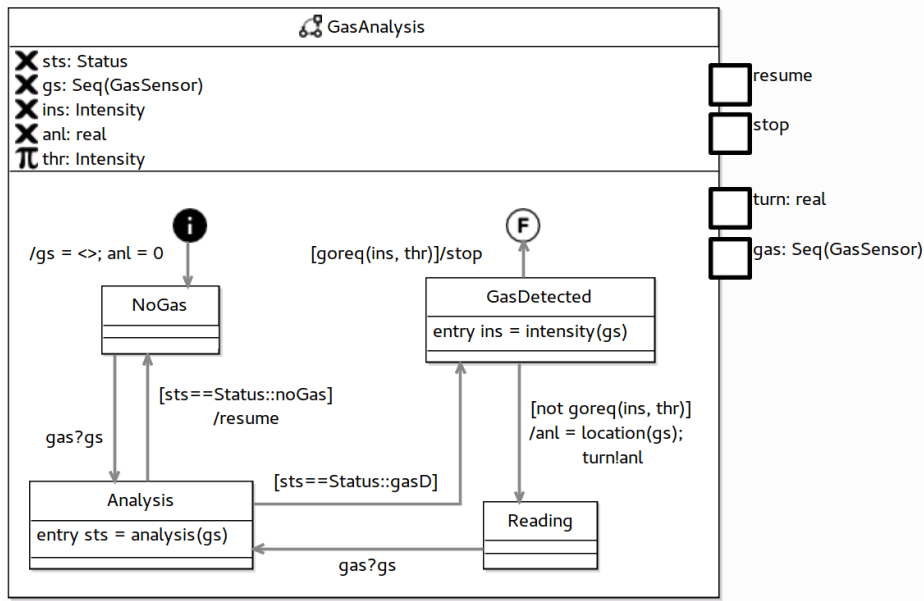 GasAnalysis
sts: Status
gs: Seq(GasSensor)
ins: Intensity
anl: real
π thr: Intensity
resume
stop
turn: real
gas: Seq(GasSensor)
i
/gs = <>; anl = 0
NoGas
F
[goreq(ins, thr)]/stop
GasDetected
entry ins = intensity(gs)
[sts==Status::noGas]
/resume
gas?gs
[not goreq(ins, thr)]
/anl = location(gs);
turn!anl
[sts==Status::gasD]
Analysis
entry sts = analysis(gs)
Reading
gas?gs